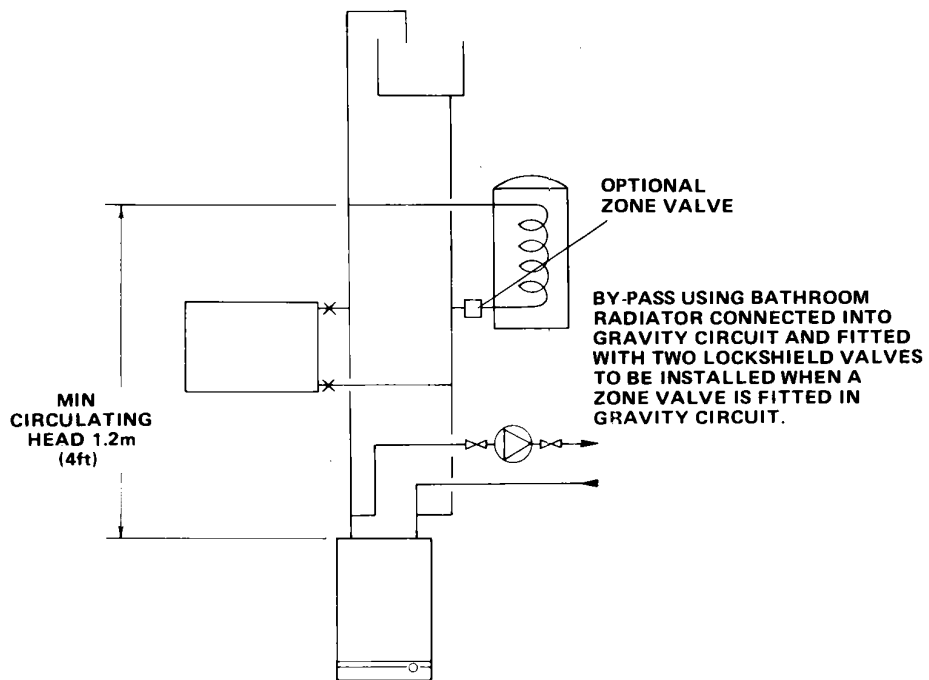 OPTIONAL
ZONE VALVE
BY-PASS USING BATHROOM
RADIATOR CONNECTED INTO
GRAVITY CIRCUIT AND FITTED
WITH TWO LOCKSHIELD VALVES
TO BE INSTALLED WHEN A
ZONE VALVE IS FITTED IN
GRAVITY CIRCUIT.
MIN
CIRCULATING
HEAD 1.2m
(4ft)